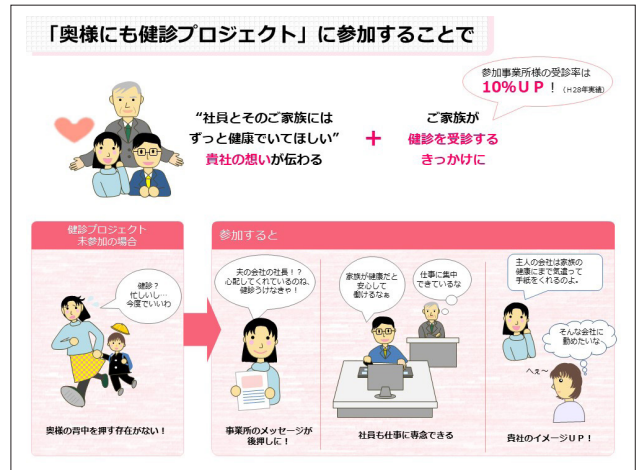 「奥様にも健診プロジェクト」に参加することで
参加事業所様の受診率は
10%UP！（H28年実績）
“社員とそのご家族には
ずっと健康でいてほしい”
貴社の想いが伝わる
＋
ご家族が
健診を受診する
きっかけに
健診プロジェクト
未参加の場合
健診？
忙しいし…
今度でいいわ
奥様の背中を押す存在がない！
参加すると
夫の会社の社長！？
心配してくれているのね、
健診うけなきゃ！
事業所のメッセージが
後押しに！
家族が健康だと
安心して
働けるなぁ
仕事に集中
できているな
社員も仕事に専念できる
主人の会社は家族の
健康にまで気遣って
手紙をくれるのよ。
そんな会社に
勤めたいな
へぇ～
貴社のイメージUP！